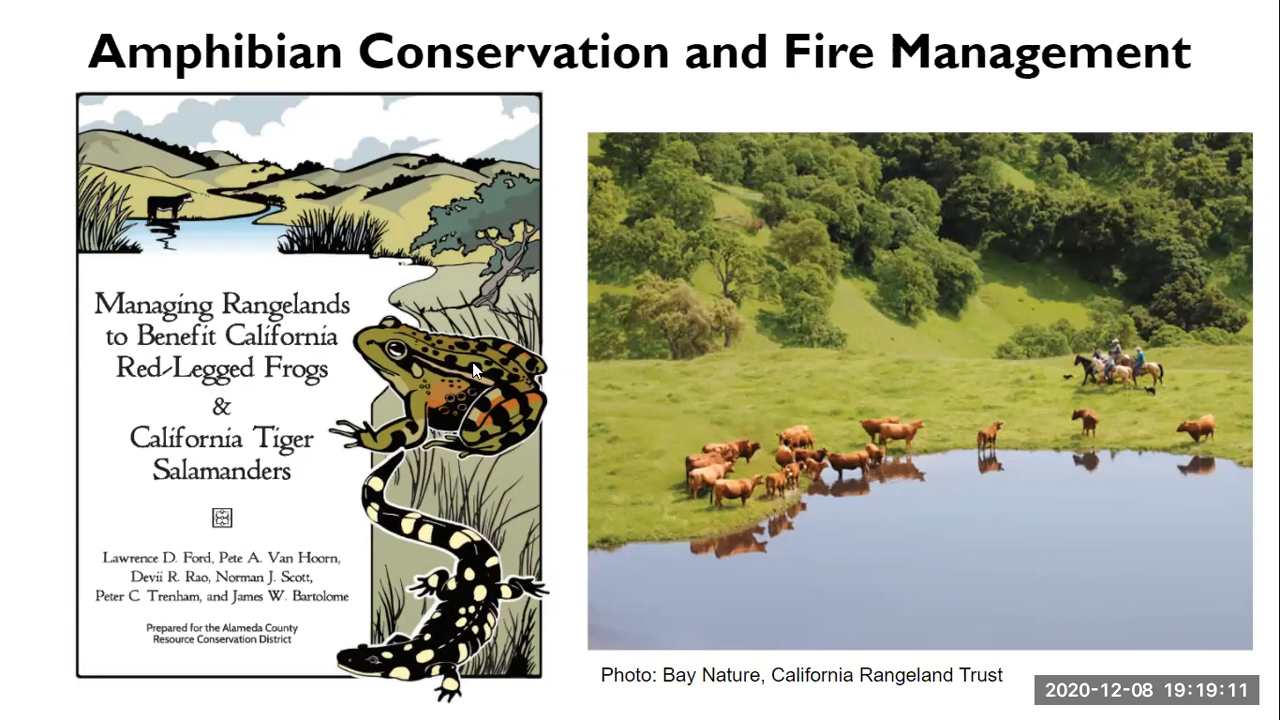 Amphibian Conservation and Fire Management
Managing Rangelands
to Benefit California
Red-Legged Frogs
&
California Tiger
Salamanders
Lawrence D. Ford, Pete A. Van Hoorn,
Devii R. Rao, Norman J. Scott,
Peter C. Trenham, and James W. Bartolome
Prepared for the Alameda County
Resource Conservation District
Photo: Bay Nature, California Rangeland Trust
2020-12-08 19:19:11